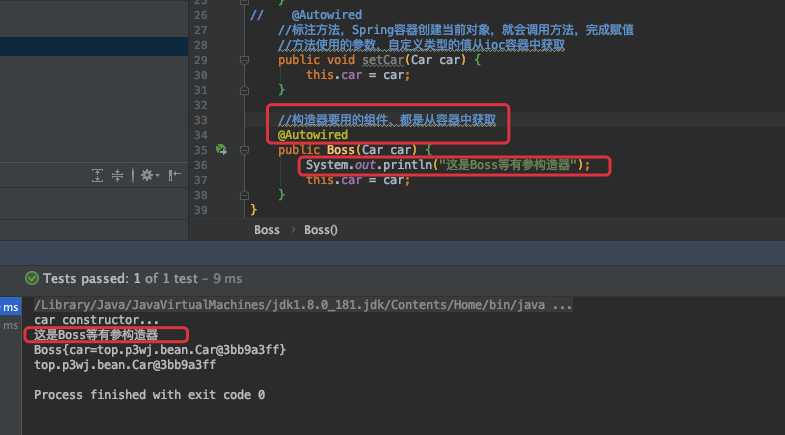 26 // @Autowired
27 //标注方法，Spring容器创建当前对象，就会调用方法，完成赋值
28 //方法使用的参数，自定义类型的值从ioc容器中获取
29 public void setCar(Car car) {
30 this.car = car;
31 }
32
33 //构造器要用的组件、都是从容器中获取
34 @Autowired
35 public Boss(Car car) {
36 System.out.println("这是Boss等有参构造器");
37 this.car = car;
38 }
39 }
Boss › Boss()
Tests passed: 1 of 1 test – 9 ms
ms /Library/Java/JavaVirtualMachines/jdk1.8.0_181.jdk/Contents/Home/bin/java ...
ms car constructor...
这是Boss等有参构造器
Boss{car=top.p3wj.bean.Car@3bb9a3ff}
top.p3wj.bean.Car@3bb9a3ff
Process finished with exit code 0